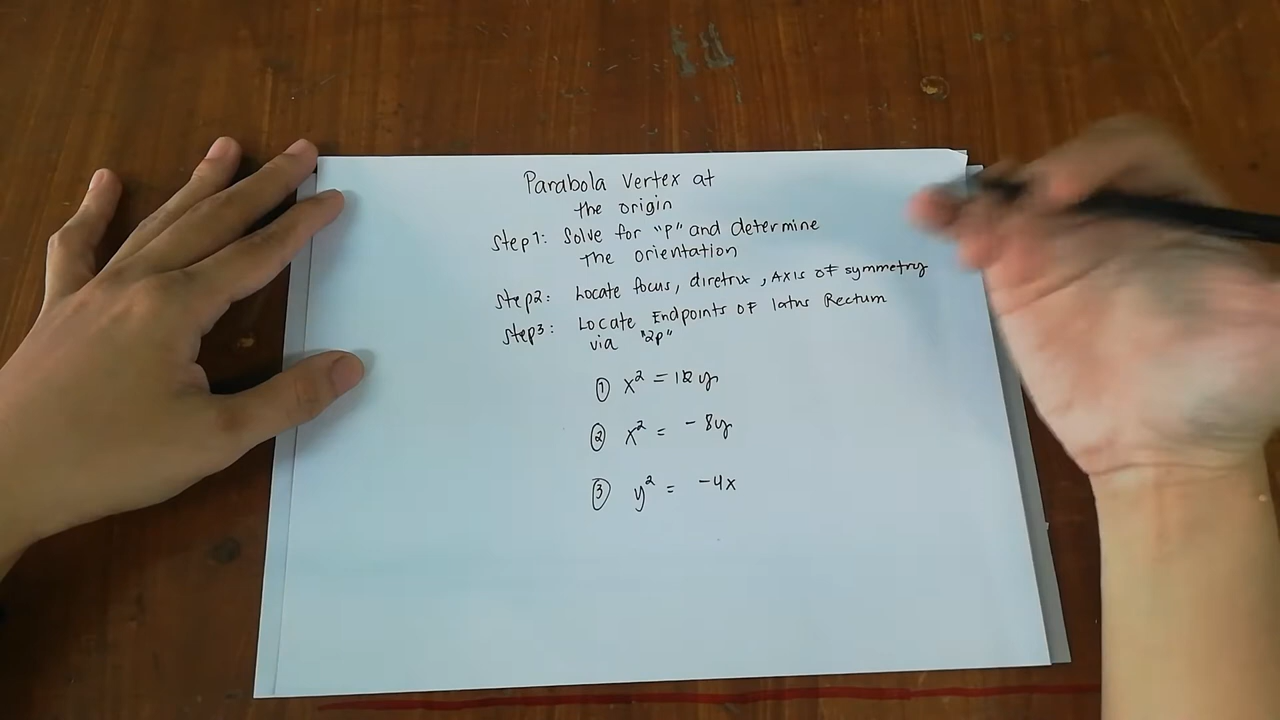 Parabola Vertex at
the origin
Step1: Solve for "p" and determine
the orientation
Step2: Locate focus, diretrix, Axis of symmetry
Step3: Locate Endpoints of latus Rectum
via "2p"
① x² = 12y
② x² = -8y
③ y² = -4x